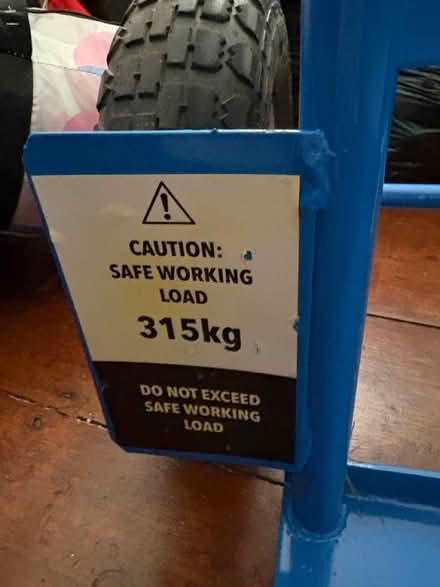 CAUTION:
SAFE WORKING
LOAD
315kg
DO NOT EXCEED
SAFE WORKING
LOAD